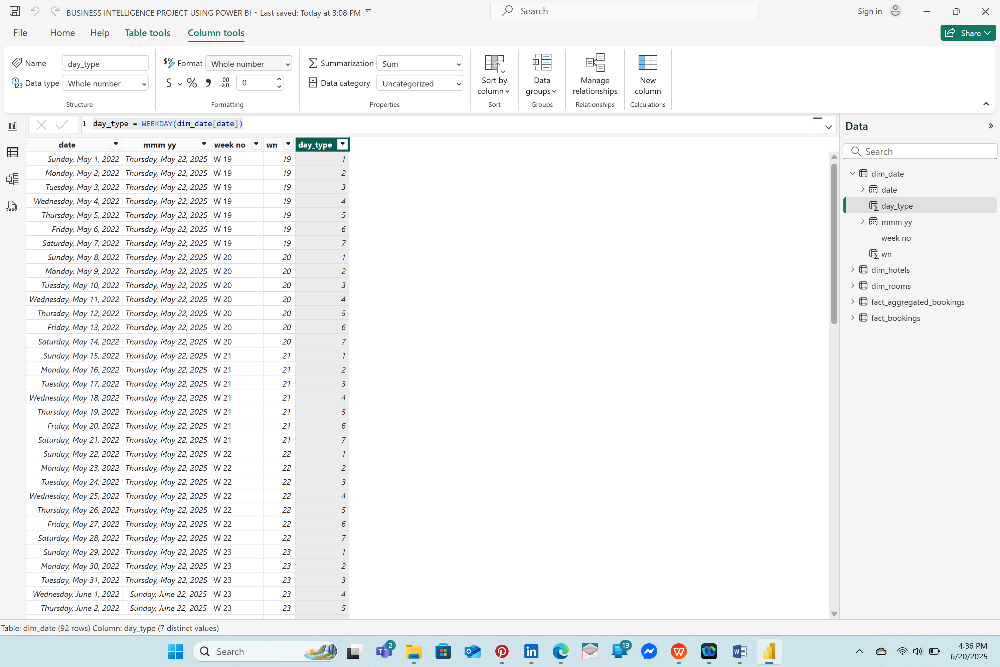 BUSINESS INTELLIGENCE PROJECT USING POWER BI • Last saved: Today at 3:08 PM
Search
Sign in
File Home Help Table tools Column tools
Share
Name day_type
Data type Whole number
Structure
$% Format Whole number
$ % , .00 .0 0
Formatting
Summarization Sum
Data category Uncategorized
Properties
Sort by
column
Sort
Data
groups
Groups
Manage
relationships
Relationships
New
column
Calculations
1 day_type = WEEKDAY(dim_date[date])
date mmm yy week no wn day_type
Sunday, May 1, 2022 Thursday, May 22, 2025 W 19 19 1
Monday, May 2, 2022 Thursday, May 22, 2025 W 19 19 2
Tuesday, May 3, 2022 Thursday, May 22, 2025 W 19 19 3
Wednesday, May 4, 2022 Thursday, May 22, 2025 W 19 19 4
Thursday, May 5, 2022 Thursday, May 22, 2025 W 19 19 5
Friday, May 6, 2022 Thursday, May 22, 2025 W 19 19 6
Saturday, May 7, 2022 Thursday, May 22, 2025 W 19 19 7
Sunday, May 8, 2022 Thursday, May 22, 2025 W 20 20 1
Monday, May 9, 2022 Thursday, May 22, 2025 W 20 20 2
Tuesday, May 10, 2022 Thursday, May 22, 2025 W 20 20 3
Wednesday, May 11, 2022 Thursday, May 22, 2025 W 20 20 4
Thursday, May 12, 2022 Thursday, May 22, 2025 W 20 20 5
Friday, May 13, 2022 Thursday, May 22, 2025 W 20 20 6
Saturday, May 14, 2022 Thursday, May 22, 2025 W 20 20 7
Sunday, May 15, 2022 Thursday, May 22, 2025 W 21 21 1
Monday, May 16, 2022 Thursday, May 22, 2025 W 21 21 2
Tuesday, May 17, 2022 Thursday, May 22, 2025 W 21 21 3
Wednesday, May 18, 2022 Thursday, May 22, 2025 W 21 21 4
Thursday, May 19, 2022 Thursday, May 22, 2025 W 21 21 5
Friday, May 20, 2022 Thursday, May 22, 2025 W 21 21 6
Saturday, May 21, 2022 Thursday, May 22, 2025 W 21 21 7
Sunday, May 22, 2022 Thursday, May 22, 2025 W 22 22 1
Monday, May 23, 2022 Thursday, May 22, 2025 W 22 22 2
Tuesday, May 24, 2022 Thursday, May 22, 2025 W 22 22 3
Wednesday, May 25, 2022 Thursday, May 22, 2025 W 22 22 4
Thursday, May 26, 2022 Thursday, May 22, 2025 W 22 22 5
Friday, May 27, 2022 Thursday, May 22, 2025 W 22 22 6
Saturday, May 28, 2022 Thursday, May 22, 2025 W 22 22 7
Sunday, May 29, 2022 Thursday, May 22, 2025 W 23 23 1
Monday, May 30, 2022 Thursday, May 22, 2025 W 23 23 2
Tuesday, May 31, 2022 Thursday, May 22, 2025 W 23 23 3
Wednesday, June 1, 2022 Sunday, June 22, 2025 W 23 23 4
Thursday, June 2, 2022 Sunday, June 22, 2025 W 23 23 5
DAX
Data
Search
dim_date
date
day_type
mmm yy
week no
wn
dim_hotels
dim_rooms
fact_aggregated_bookings
fact_bookings
Table: dim_date (92 rows) Column: day_type (7 distinct values)
Search
2
19
4:36 PM
6/20/2025